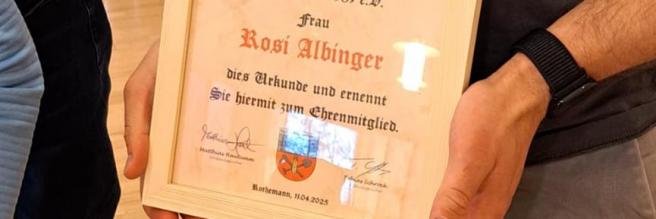 e.V.
Frau
Rosi Albinger
dies Urkunde und ernennt
Sie hiermit zum Ehrenmitglied.
Rothemann, 11.04.2025